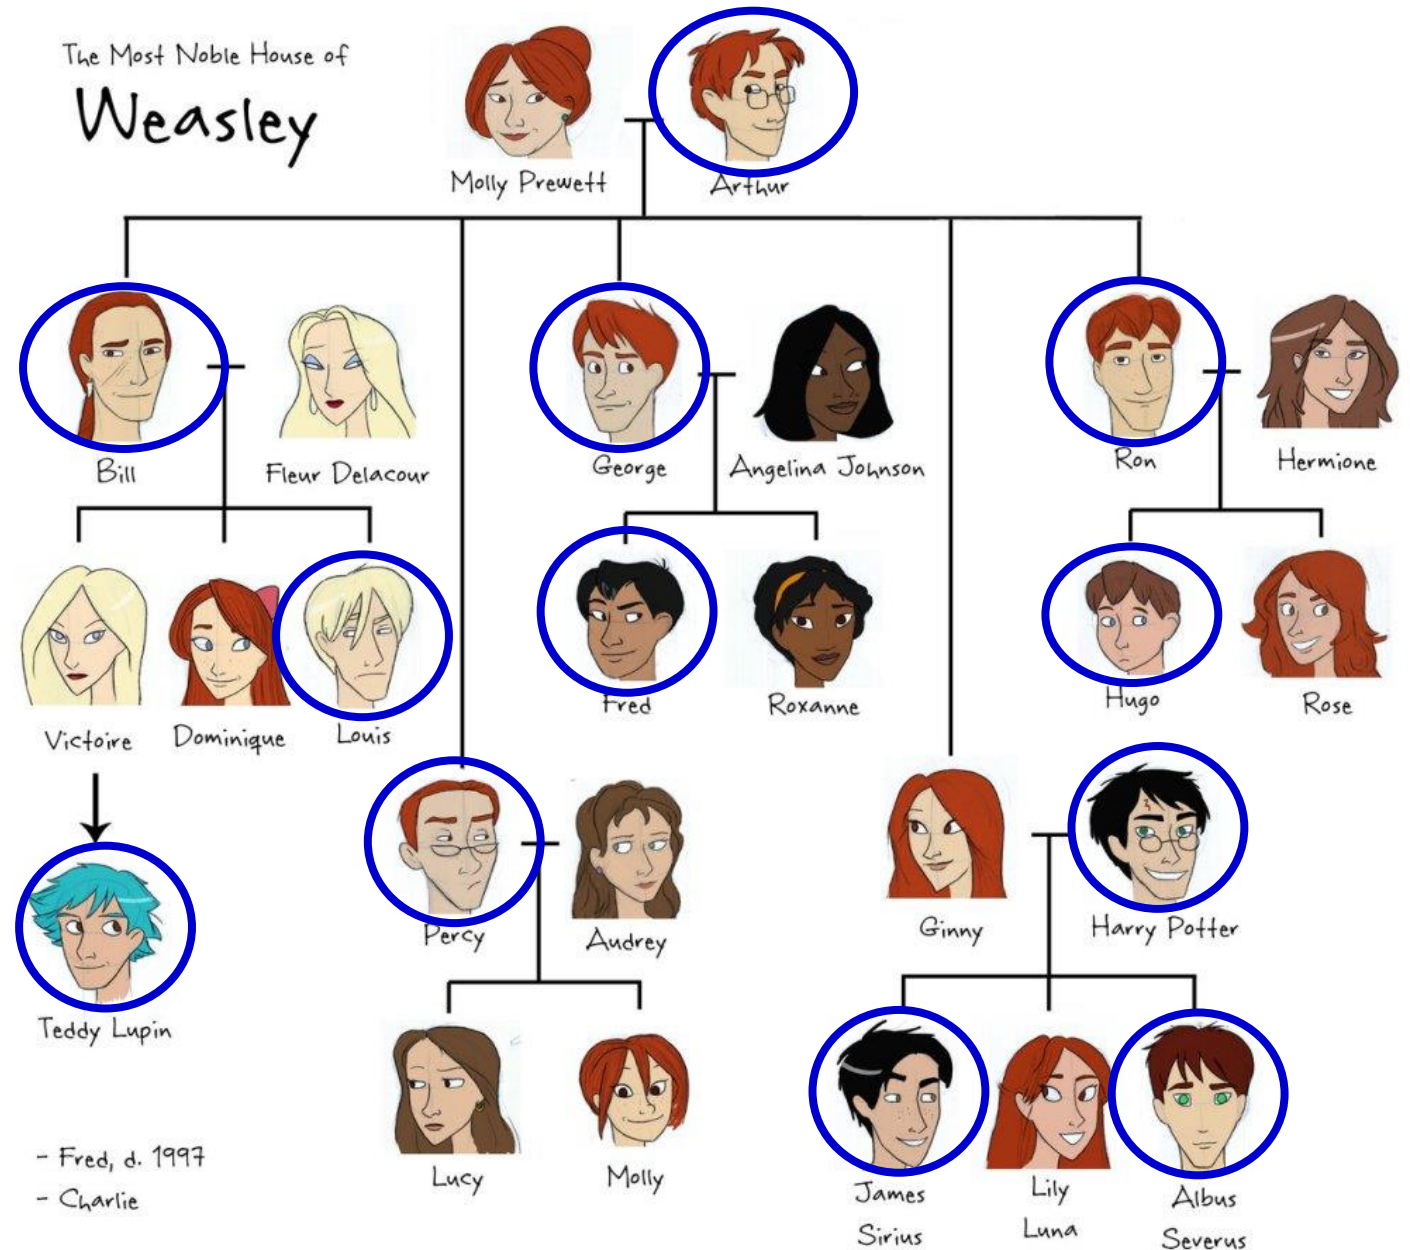 The Most Noble House of
Weasley
Molly Prewett
Arthur
Bill
Fleur Delacour
George
Angelina Johnson
Ron
Hermione
Victoire
Dominique
Louis
Fred
Roxanne
Hugo
Rose
Percy
Audrey
Ginny
Harry Potter
Teddy Lupin
Lucy
Molly
James
Sirius
Lily
Luna
Albus
Severus
- Fred, d. 1997
- Charlie